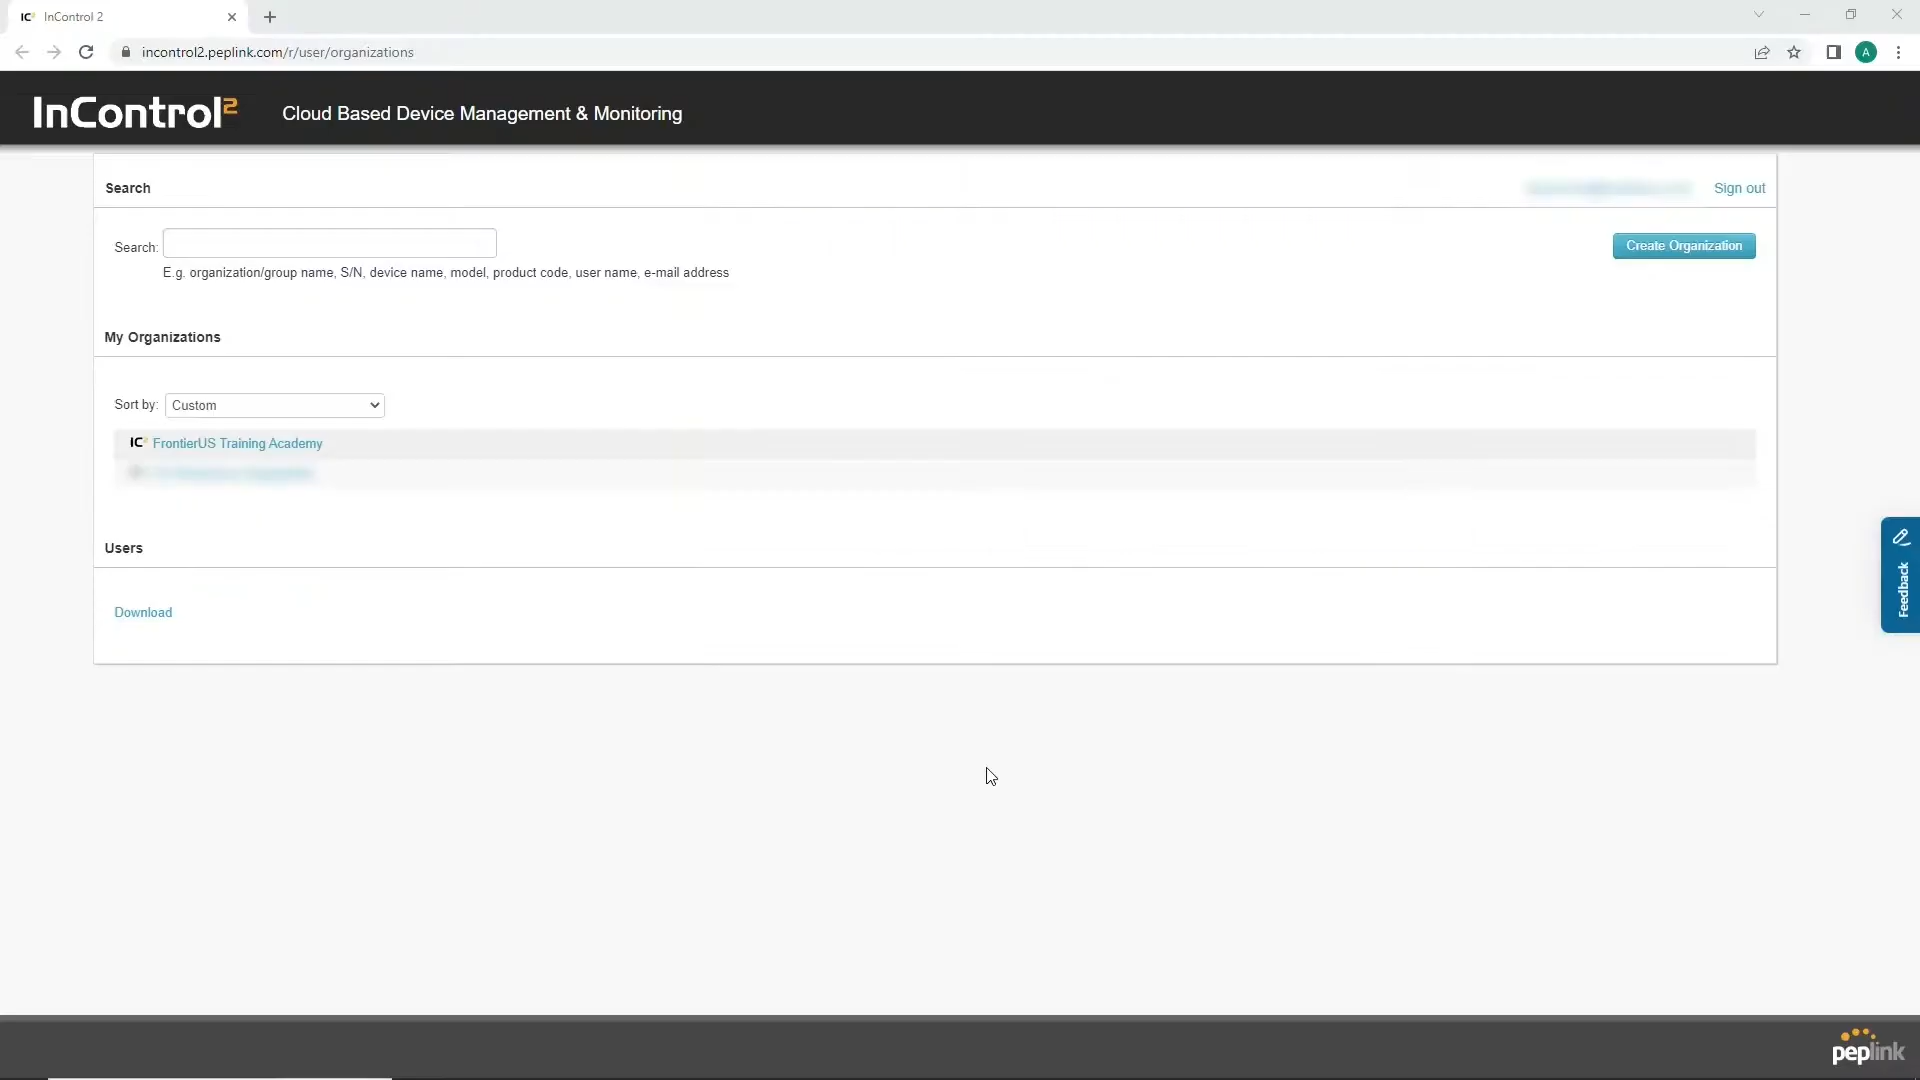 IC² InControl 2
incontrol2.peplink.com/r/user/organizations
A
InControl² Cloud Based Device Management & Monitoring
Search
Sign out
Search:
Create Organization
E.g. organization/group name, S/N, device name, model, product code, user name, e-mail address
My Organizations
Sort by: Custom
IC² FrontierUS Training Academy
Users
Feedback
Download
peplink